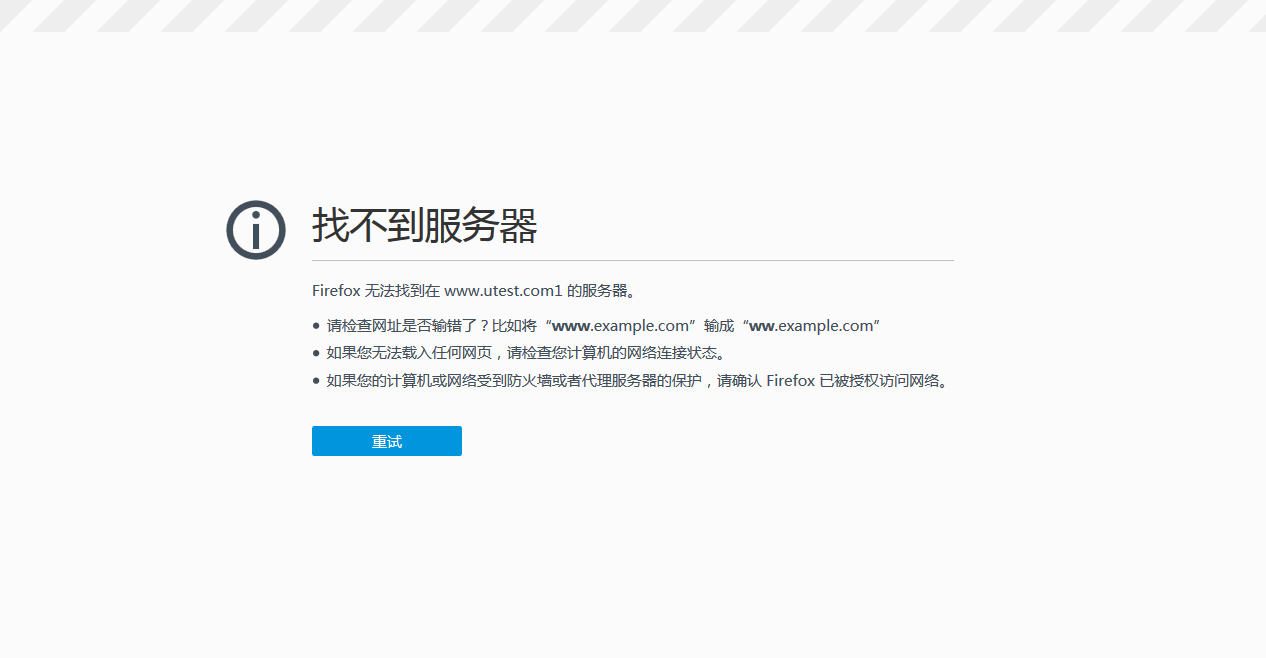 找不到服务器
Firefox 无法找到在 www.utest.com1 的服务器。
● 请检查网址是否输错了？比如将“www.example.com”输成“ww.example.com”
● 如果您无法载入任何网页，请检查您计算机的网络连接状态。
● 如果您的计算机或网络受到防火墙或者代理服务器的保护，请确认 Firefox 已被授权访问网络。
重试